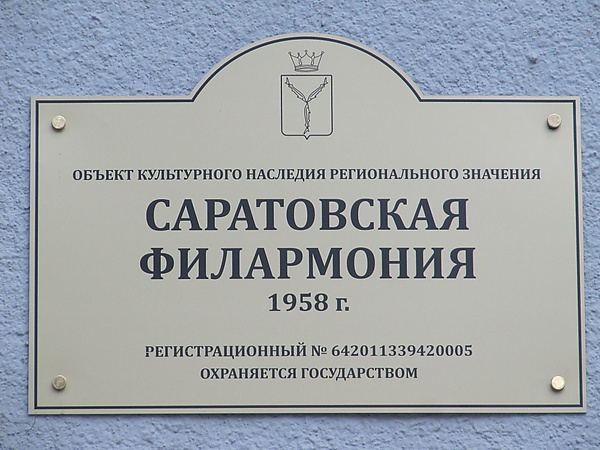 ОБЪЕКТ КУЛЬТУРНОГО НАСЛЕДИЯ РЕГИОНАЛЬНОГО ЗНАЧЕНИЯ
САРАТОВСКАЯ
ФИЛАРМОНИЯ
1958 г.
РЕГИСТРАЦИОННЫЙ № 642011339420005
ОХРАНЯЕТСЯ ГОСУДАРСТВОМ